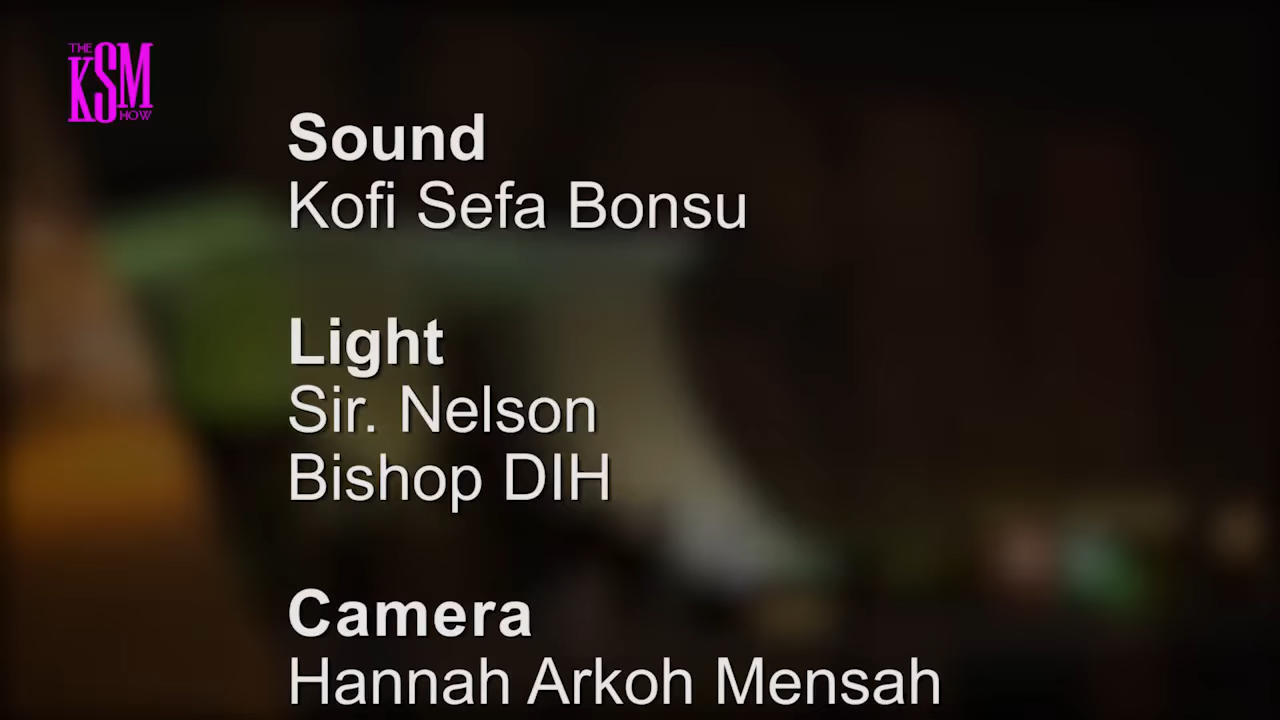 THE
KSM
SHOW
Sound
Kofi Sefa Bonsu
Light
Sir. Nelson
Bishop DIH
Camera
Hannah Arkoh Mensah